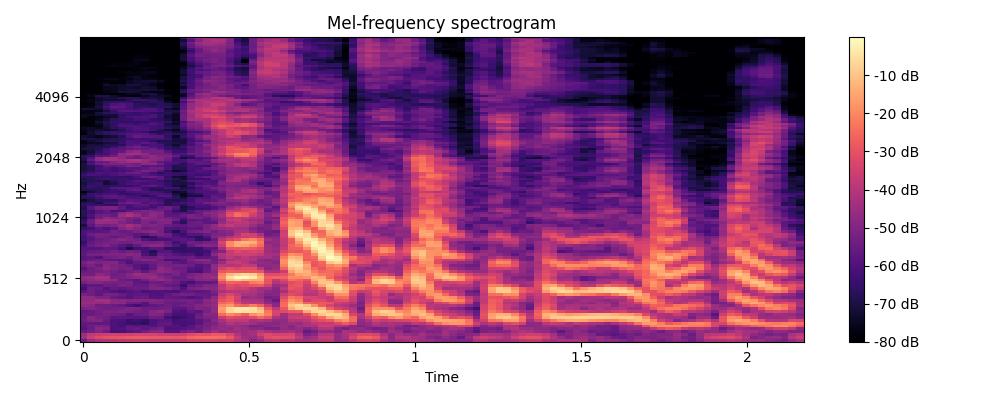 Mel-frequency spectrogram
Hz
4096
2048
1024
512
0
0
0.5
1
1.5
2
Time
-10 dB
-20 dB
-30 dB
-40 dB
-50 dB
-60 dB
-70 dB
-80 dB